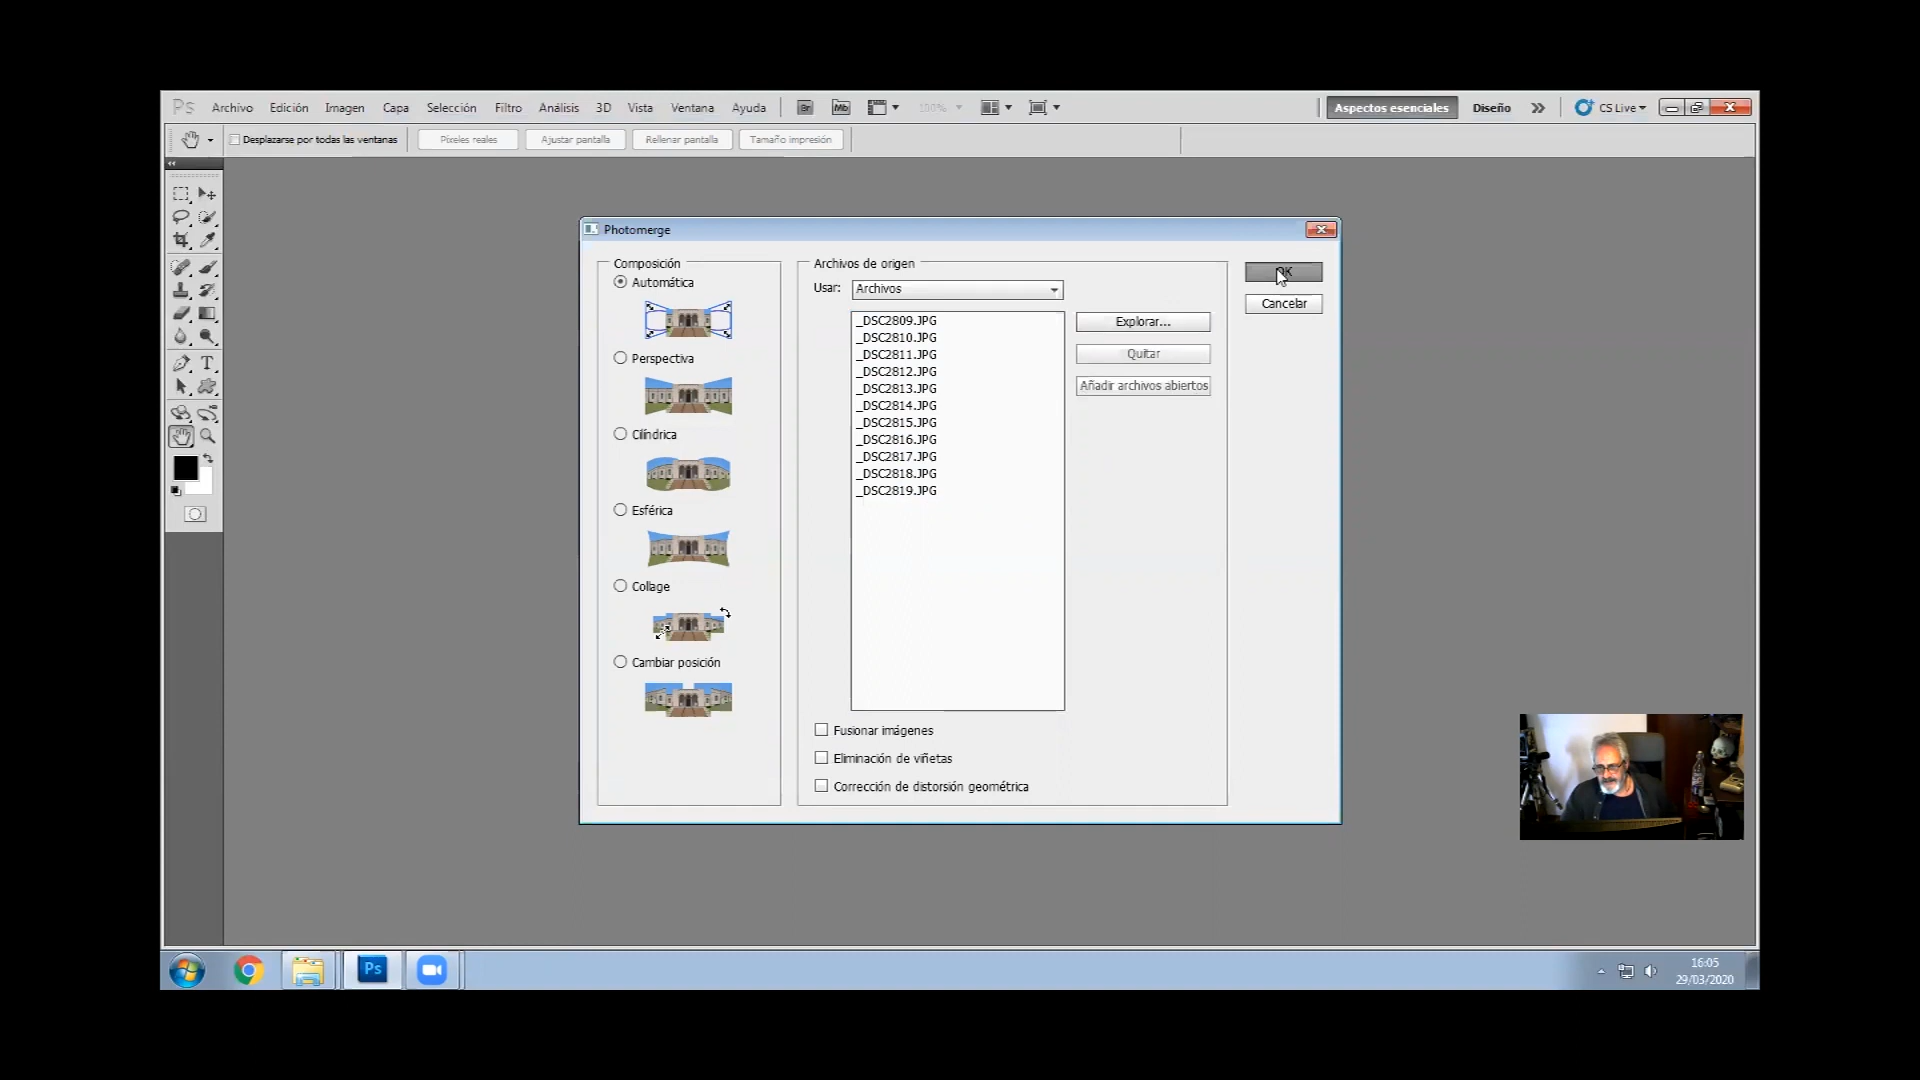 Ps Archivo Edición Imagen Capa Selección Filtro Análisis 3D Vista Ventana Ayuda Br Mb 100% Aspectos esenciales Diseño CS Live
Desplazarse por todas las ventanas Píxeles reales Ajustar pantalla Rellenar pantalla Tamaño impresión
Photomerge
Composición
Automática
Perspectiva
Cilíndrica
Esférica
Collage
Cambiar posición
Archivos de origen
Usar: Archivos
_DSC2809.JPG
_DSC2810.JPG
_DSC2811.JPG
_DSC2812.JPG
_DSC2813.JPG
_DSC2814.JPG
_DSC2815.JPG
_DSC2816.JPG
_DSC2817.JPG
_DSC2818.JPG
_DSC2819.JPG
Explorar...
Quitar
Añadir archivos abiertos
Fusionar imágenes
Eliminación de viñetas
Corrección de distorsión geométrica
OK
Cancelar
T
Ps
16:05
29/03/2020